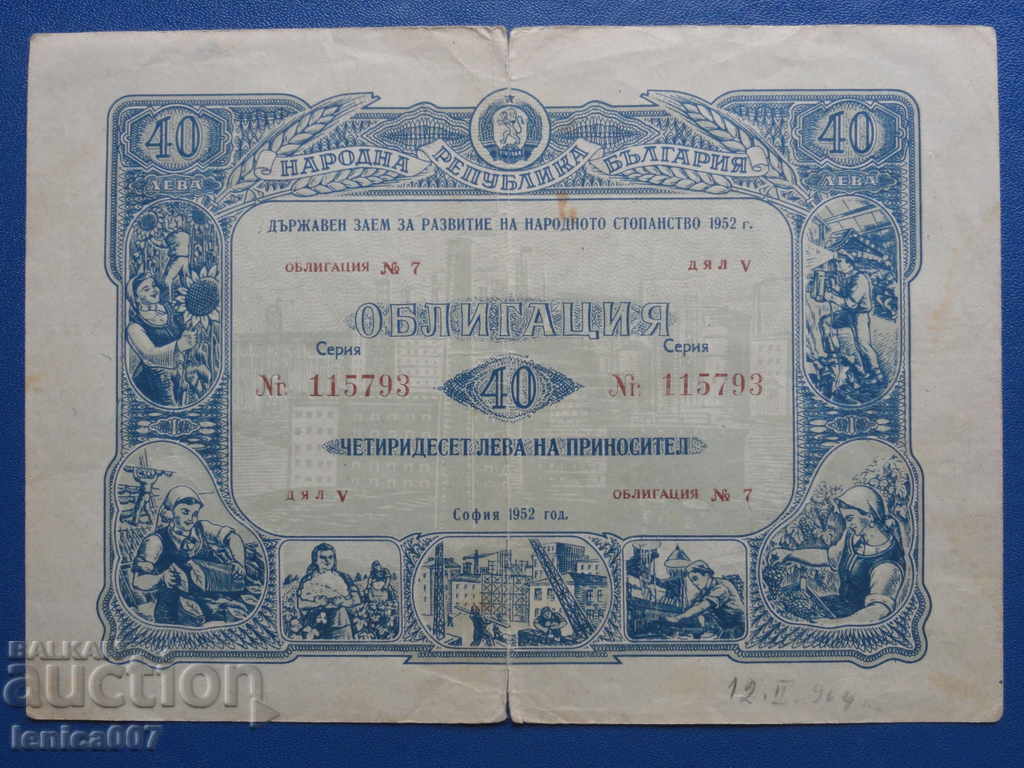 40 40
ЛЕВА ЛЕВА
НАРОДНА РЕПУБЛИКА БЪЛГАРИЯ
ДЪРЖАВЕН ЗАЕМ ЗА РАЗВИТИЕ НА НАРОДНОТО СТОПАНСТВО 1952 г.
ОБЛИГАЦИЯ № 7 ДЯЛ V
ОБЛИГАЦИЯ
Серия Серия
№ 115793 40 № 115793
ЧЕТИРИДЕСЕТ ЛЕВА НА ПРИНОСИТЕЛ
ДЯЛ V ОБЛИГАЦИЯ № 7
София 1952 год.
BALKAN
auction
lenica007